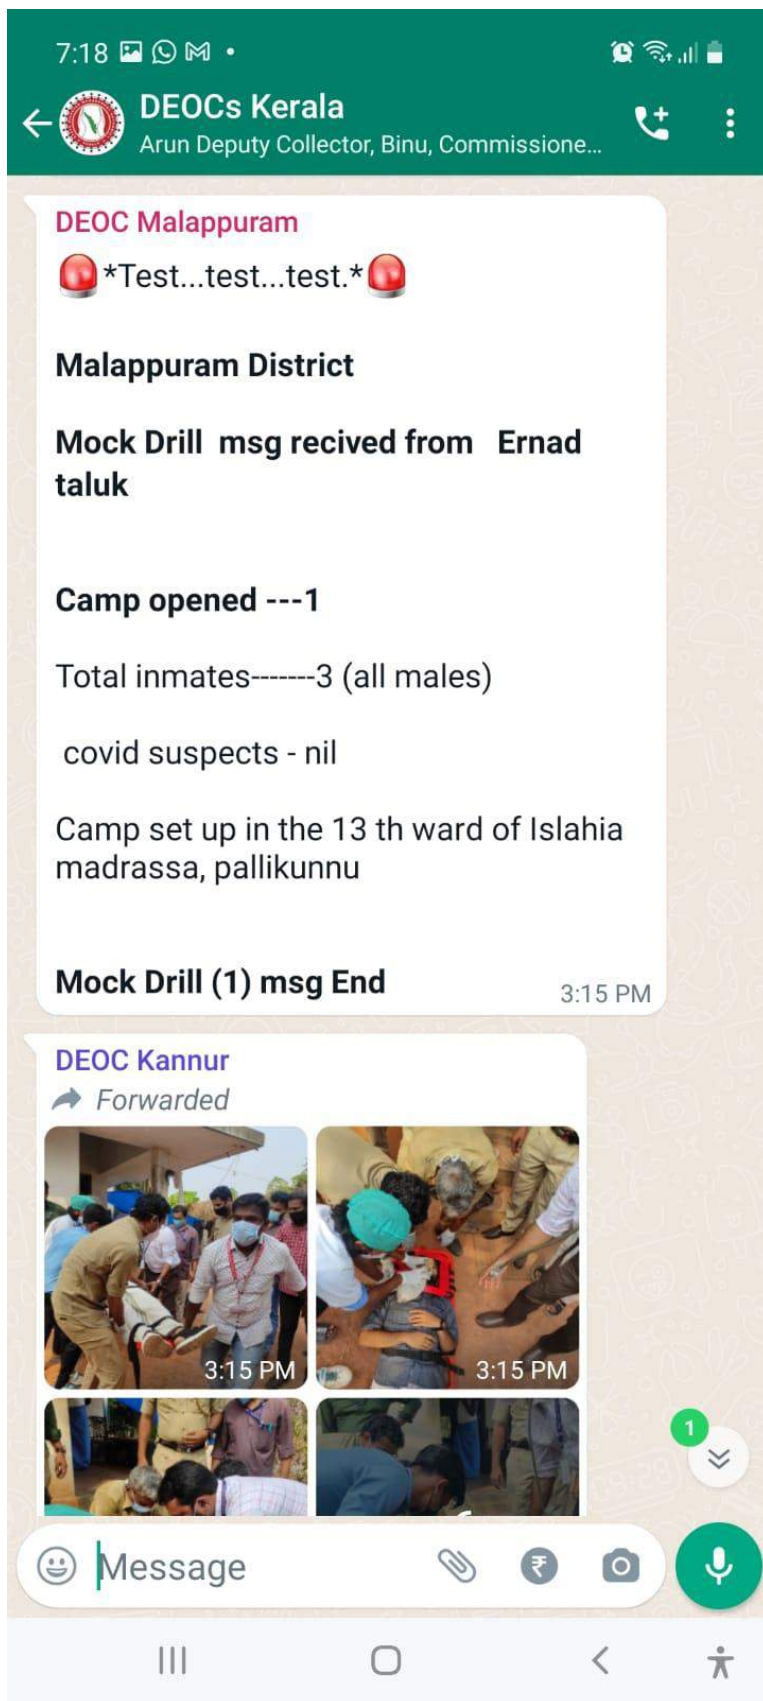 7:18
DEOCs Kerala
Arun Deputy Collector, Binu, Commissione...
DEOC Malappuram
*Test...test...test.*
Malappuram District
Mock Drill  msg recived from   Ernad
taluk
Camp opened ---1
Total inmates-------3 (all males)
covid suspects - nil
Camp set up in the 13 th ward of Islahia
madrassa, pallikunnu
Mock Drill (1) msg End
3:15 PM
DEOC Kannur
Forwarded
3:15 PM
3:15 PM
1
Message